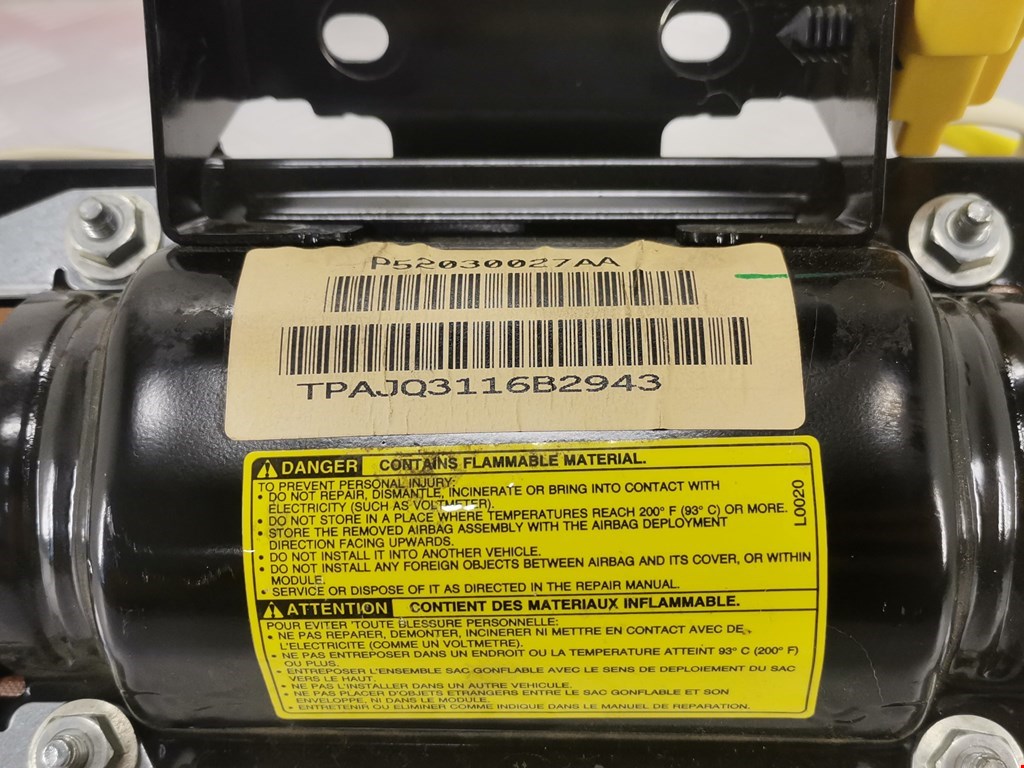 P52030027AA
TPAJQ3116B2943
DANGER CONTAINS FLAMMABLE MATERIAL.
TO PREVENT PERSONAL INJURY:
• DO NOT REPAIR, DISMANTLE, INCINERATE OR BRING INTO CONTACT WITH
ELECTRICITY (SUCH AS VOLTMETER).
• DO NOT STORE IN A PLACE WHERE TEMPERATURES REACH 200° F (93° C) OR MORE.
• STORE THE REMOVED AIRBAG ASSEMBLY WITH THE AIRBAG DEPLOYMENT
DIRECTION FACING UPWARDS.
• DO NOT INSTALL IT INTO ANOTHER VEHICLE.
• DO NOT INSTALL ANY FOREIGN OBJECTS BETWEEN AIRBAG AND ITS COVER, OR WITHIN
MODULE.
• SERVICE OR DISPOSE OF IT AS DIRECTED IN THE REPAIR MANUAL.
L0020
ATTENTION CONTIENT DES MATERIAUX INFLAMMABLE.
POUR EVITER TOUTE BLESSURE PERSONNELLE:
• NE PAS REPARER, DEMONTER, INCINERER NI METTRE EN CONTACT AVEC DE
L'ELECTRICITE (COMME UN VOLTMETRE).
• NE PAS ENTREPOSER DANS UN ENDROIT OU LA TEMPERATURE ATTEINT 93° C (200° F)
OU PLUS.
• ENTREPOSER L'ENSEMBLE SAC GONFLABLE AVEC LE SENS DE DEPLOIEMENT DU SAC
VERS LE HAUT.
• NE PAS L'INSTALLER DANS UN AUTRE VEHICULE.
• NE PAS PLACER D'OBJETS ETRANGERS ENTRE LE SAC GONFLABLE ET SON
ENVELOPPE, NI DANS LE MODULE.
• ENTRETENIR OU ELIMINER COMME INDIQUE DANS LE MANUEL DE REPARATION.